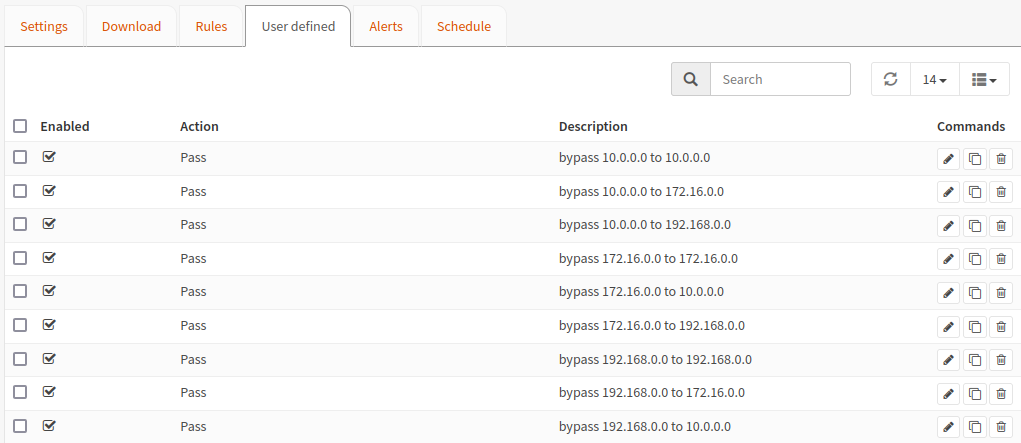 Settings Download Rules User defined Alerts Schedule
Search 14
Enabled Action Description Commands
Pass bypass 10.0.0.0 to 10.0.0.0
Pass bypass 10.0.0.0 to 172.16.0.0
Pass bypass 10.0.0.0 to 192.168.0.0
Pass bypass 172.16.0.0 to 172.16.0.0
Pass bypass 172.16.0.0 to 10.0.0.0
Pass bypass 172.16.0.0 to 192.168.0.0
Pass bypass 192.168.0.0 to 192.168.0.0
Pass bypass 192.168.0.0 to 172.16.0.0
Pass bypass 192.168.0.0 to 10.0.0.0